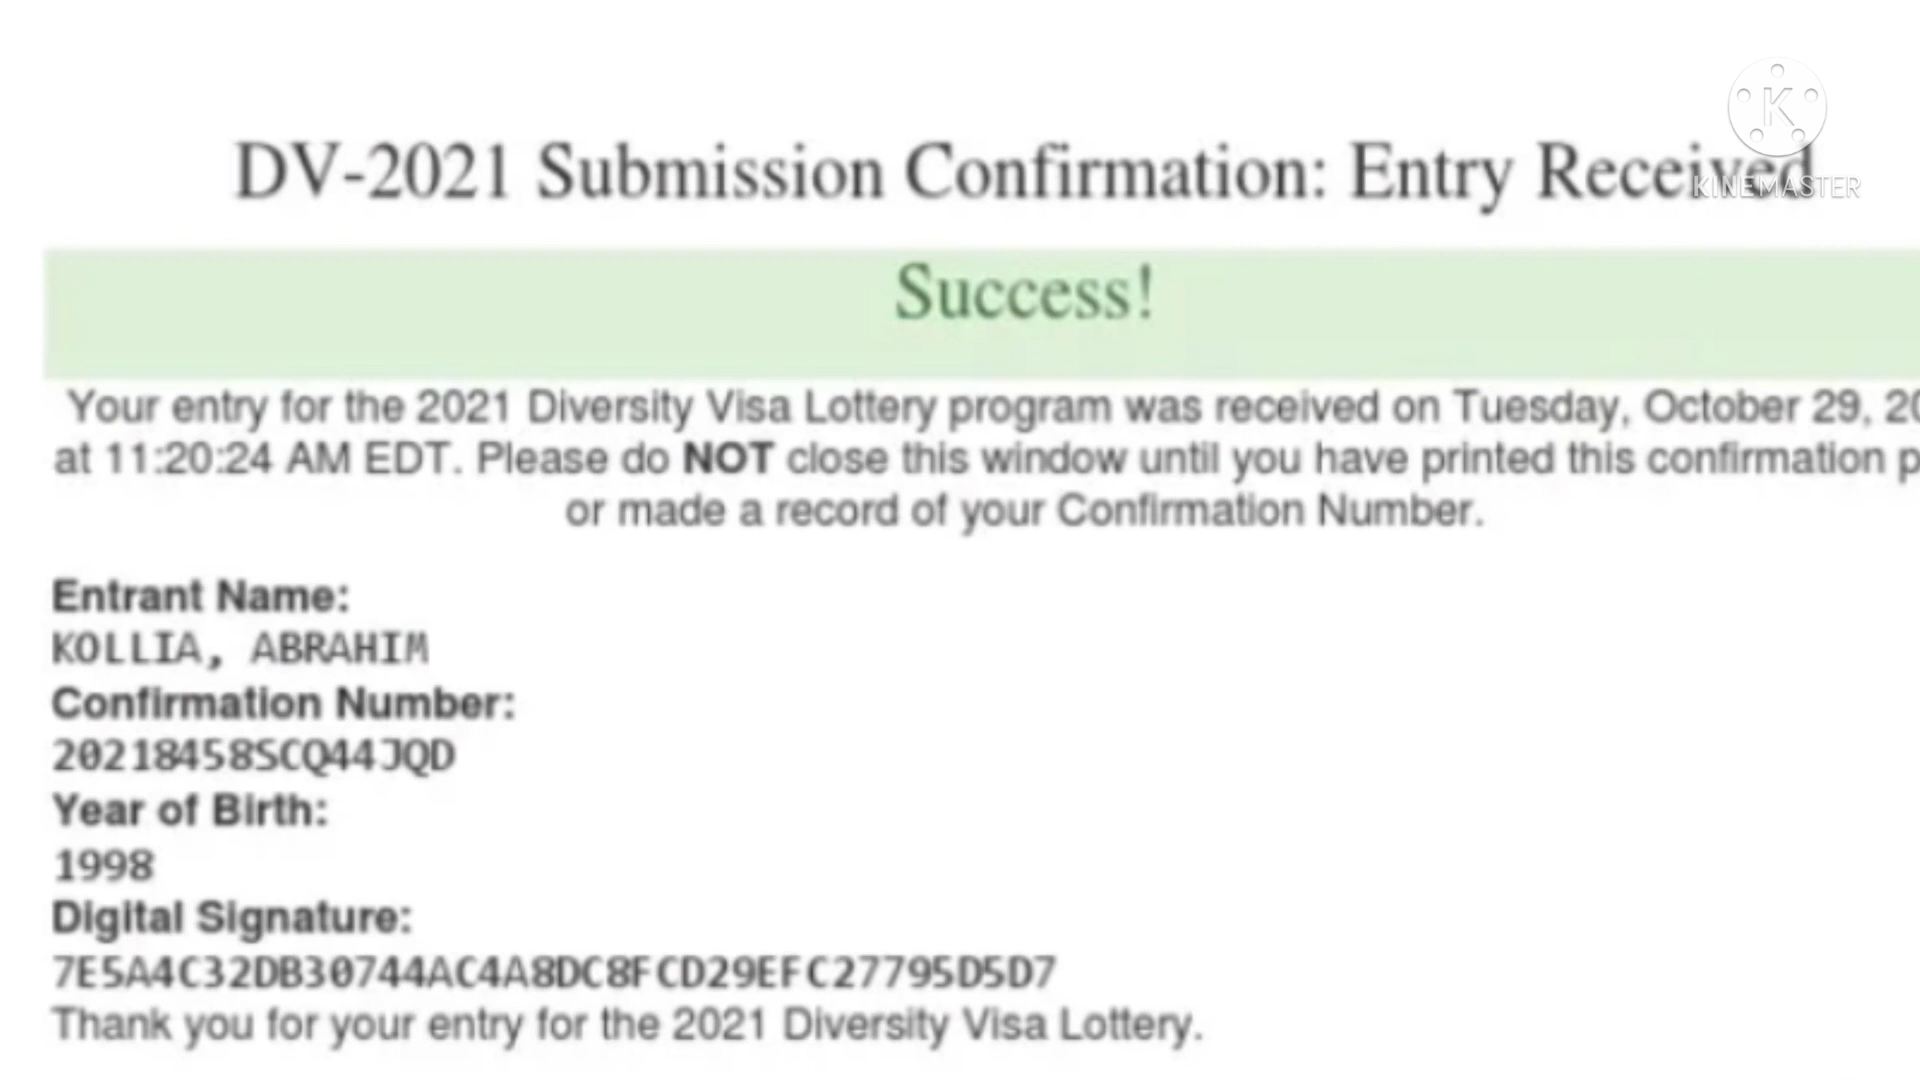 DV-2021 Submission Confirmation: Entry Received
K
KINEMASTER
Success!
Your entry for the 2021 Diversity Visa Lottery program was received on Tuesday, October 29, 20
at 11:20:24 AM EDT. Please do NOT close this window until you have printed this confirmation p
or made a record of your Confirmation Number.
Entrant Name:
KOLLIA, ABRAHIM
Confirmation Number:
20218458SCQ44JQD
Year of Birth:
1998
Digital Signature:
7E5A4C32DB30744AC4A8DC8FCD29EFC27795D5D7
Thank you for your entry for the 2021 Diversity Visa Lottery.